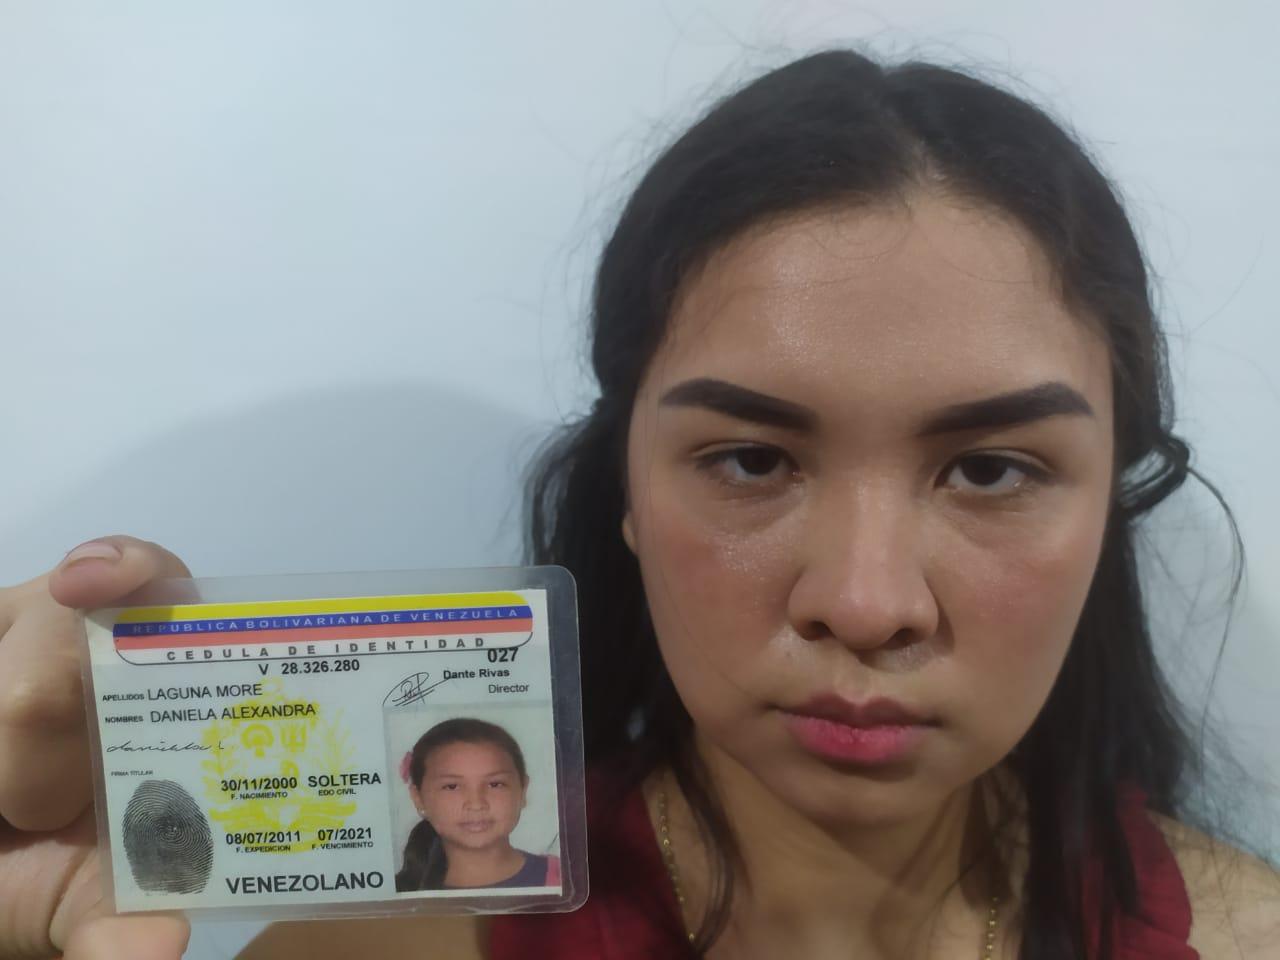 REPUBLICA BOLIVARIANA DE VENEZUELA
CEDULA DE IDENTIDAD
V 28.326.280
027
Dante Rivas
Director
APELLIDOS LAGUNA MORE
NOMBRES DANIELA ALEXANDRA
FIRMA TITULAR
30/11/2000 SOLTERA
F. NACIMIENTO EDO CIVIL
08/07/2011 07/2021
F. EXPEDICION F. VENCIMIENTO
VENEZOLANO